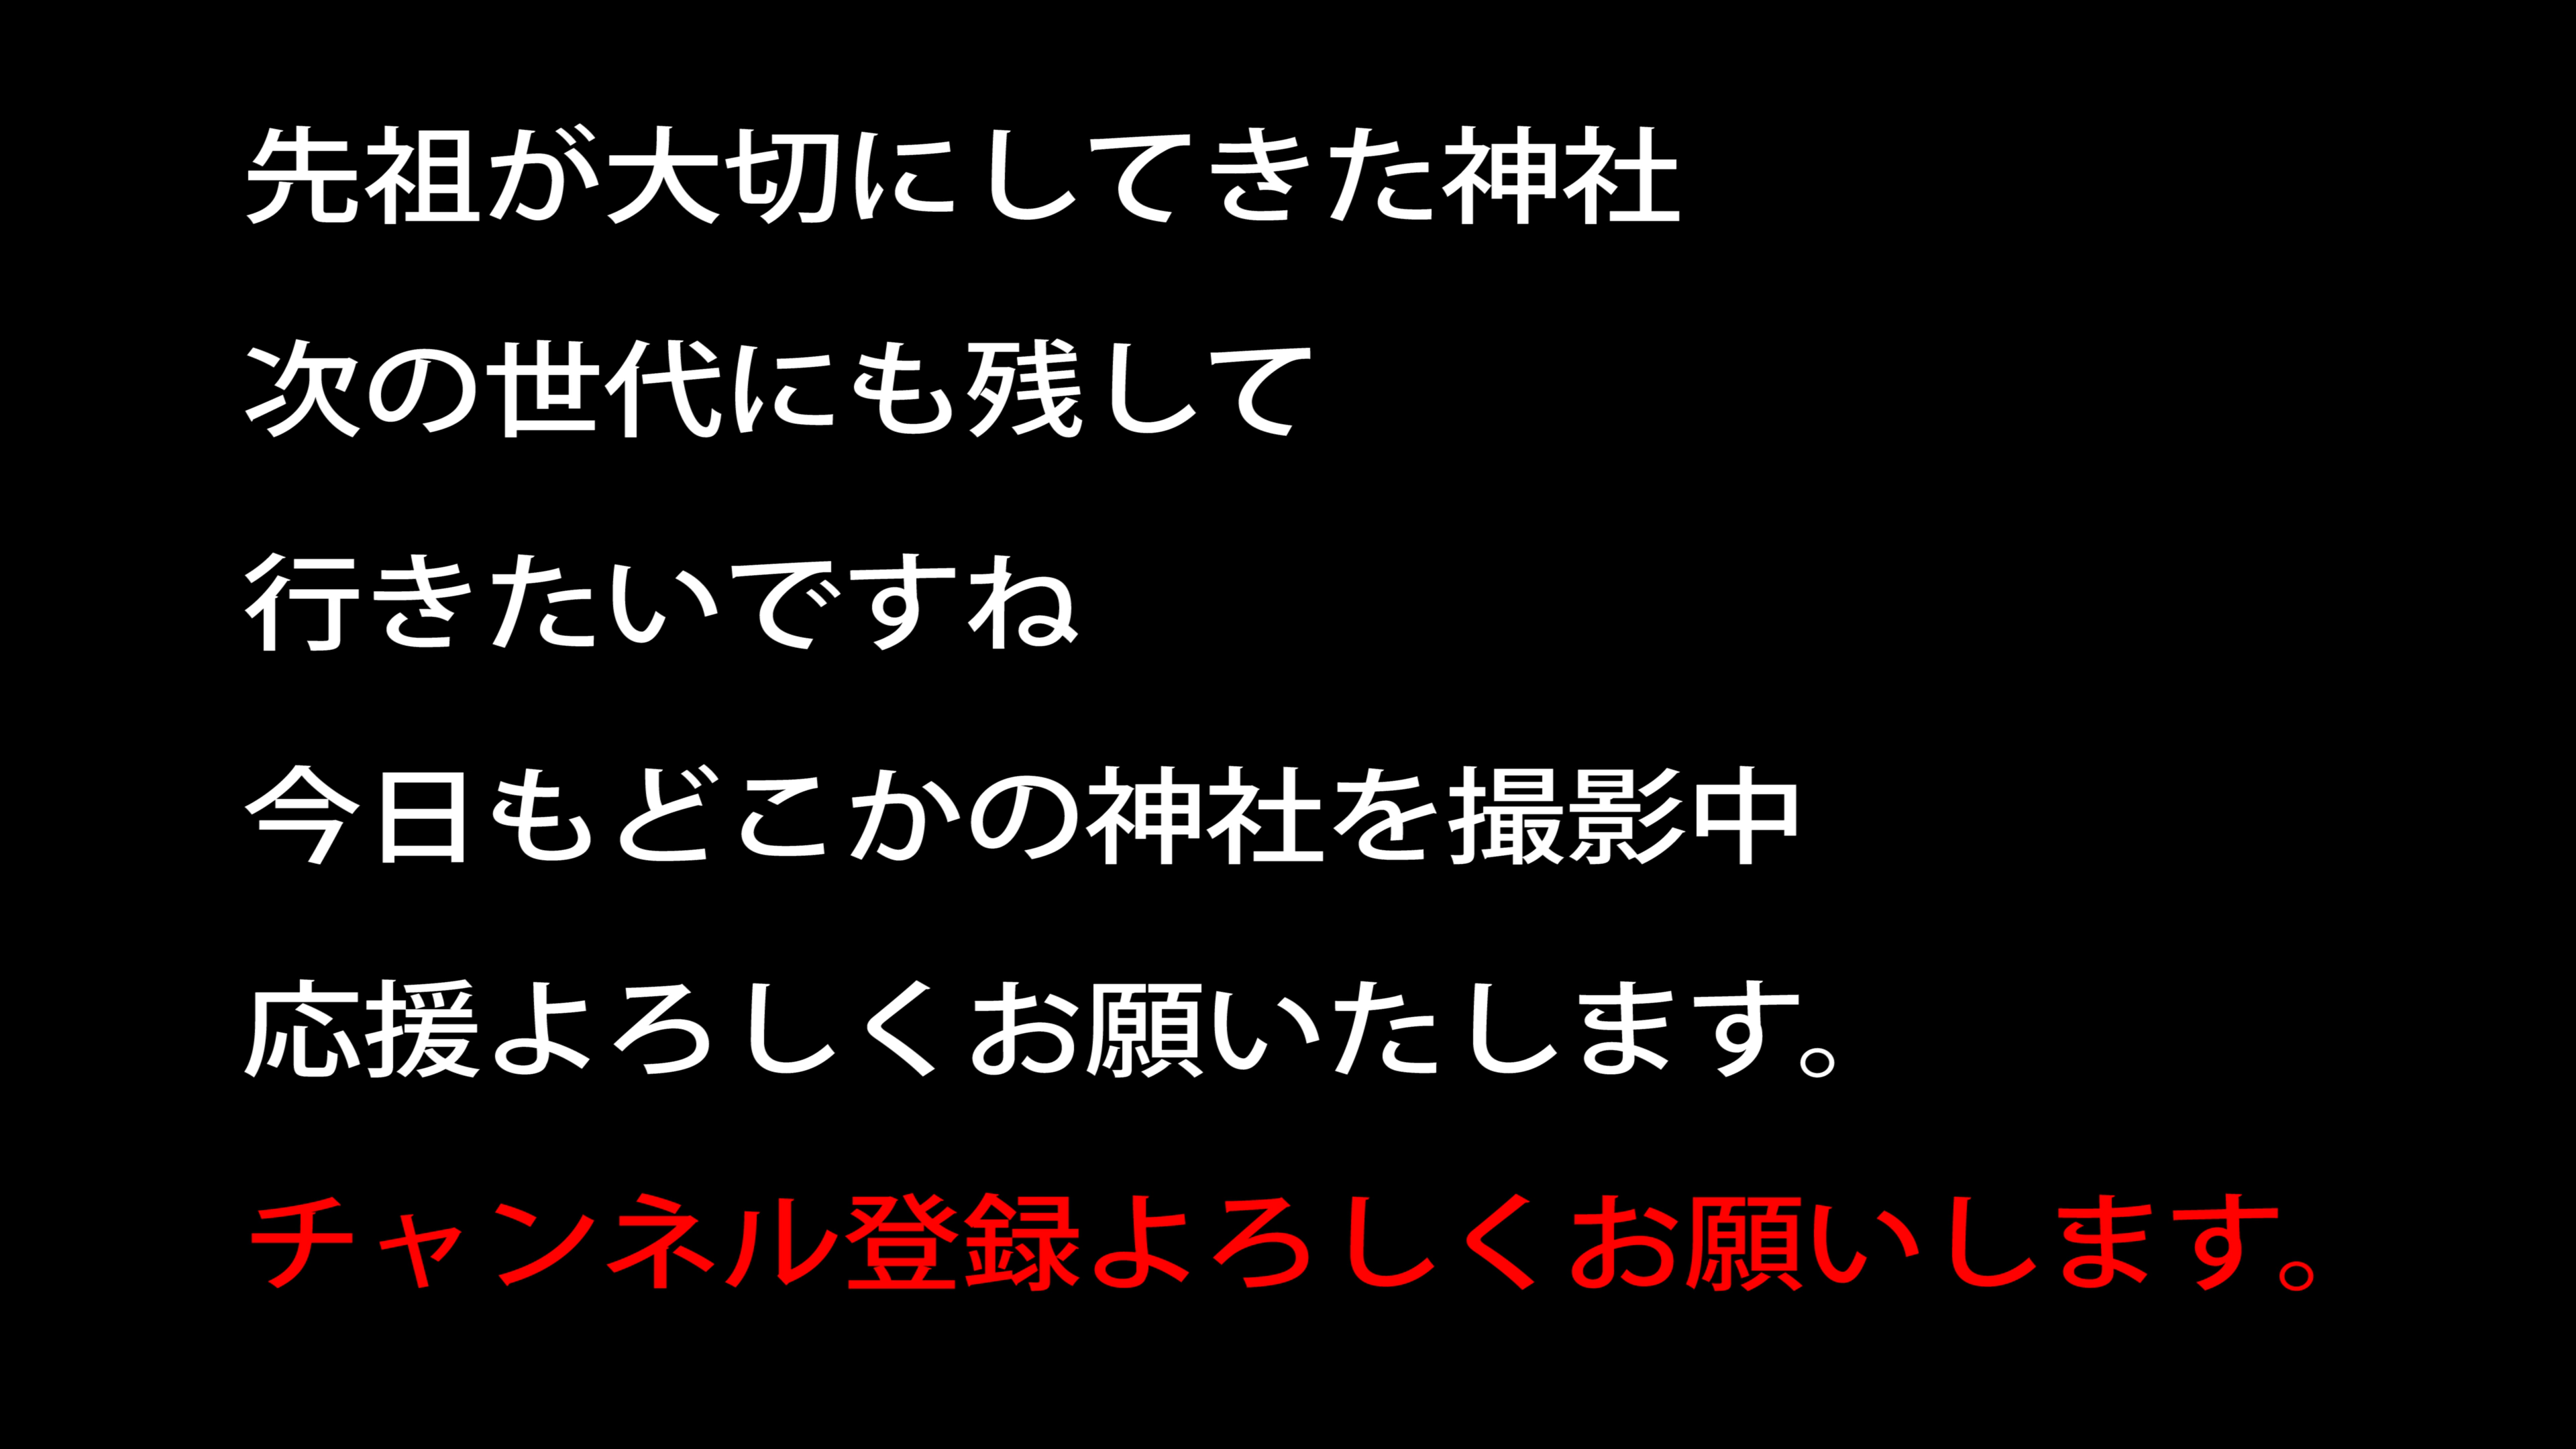 先祖が大切にしてきた神社
次の世代にも残して
行きたいですね
今日もどこかの神社を撮影中
応援よろしくお願いたします。
チャンネル登録よろしくお願いします。